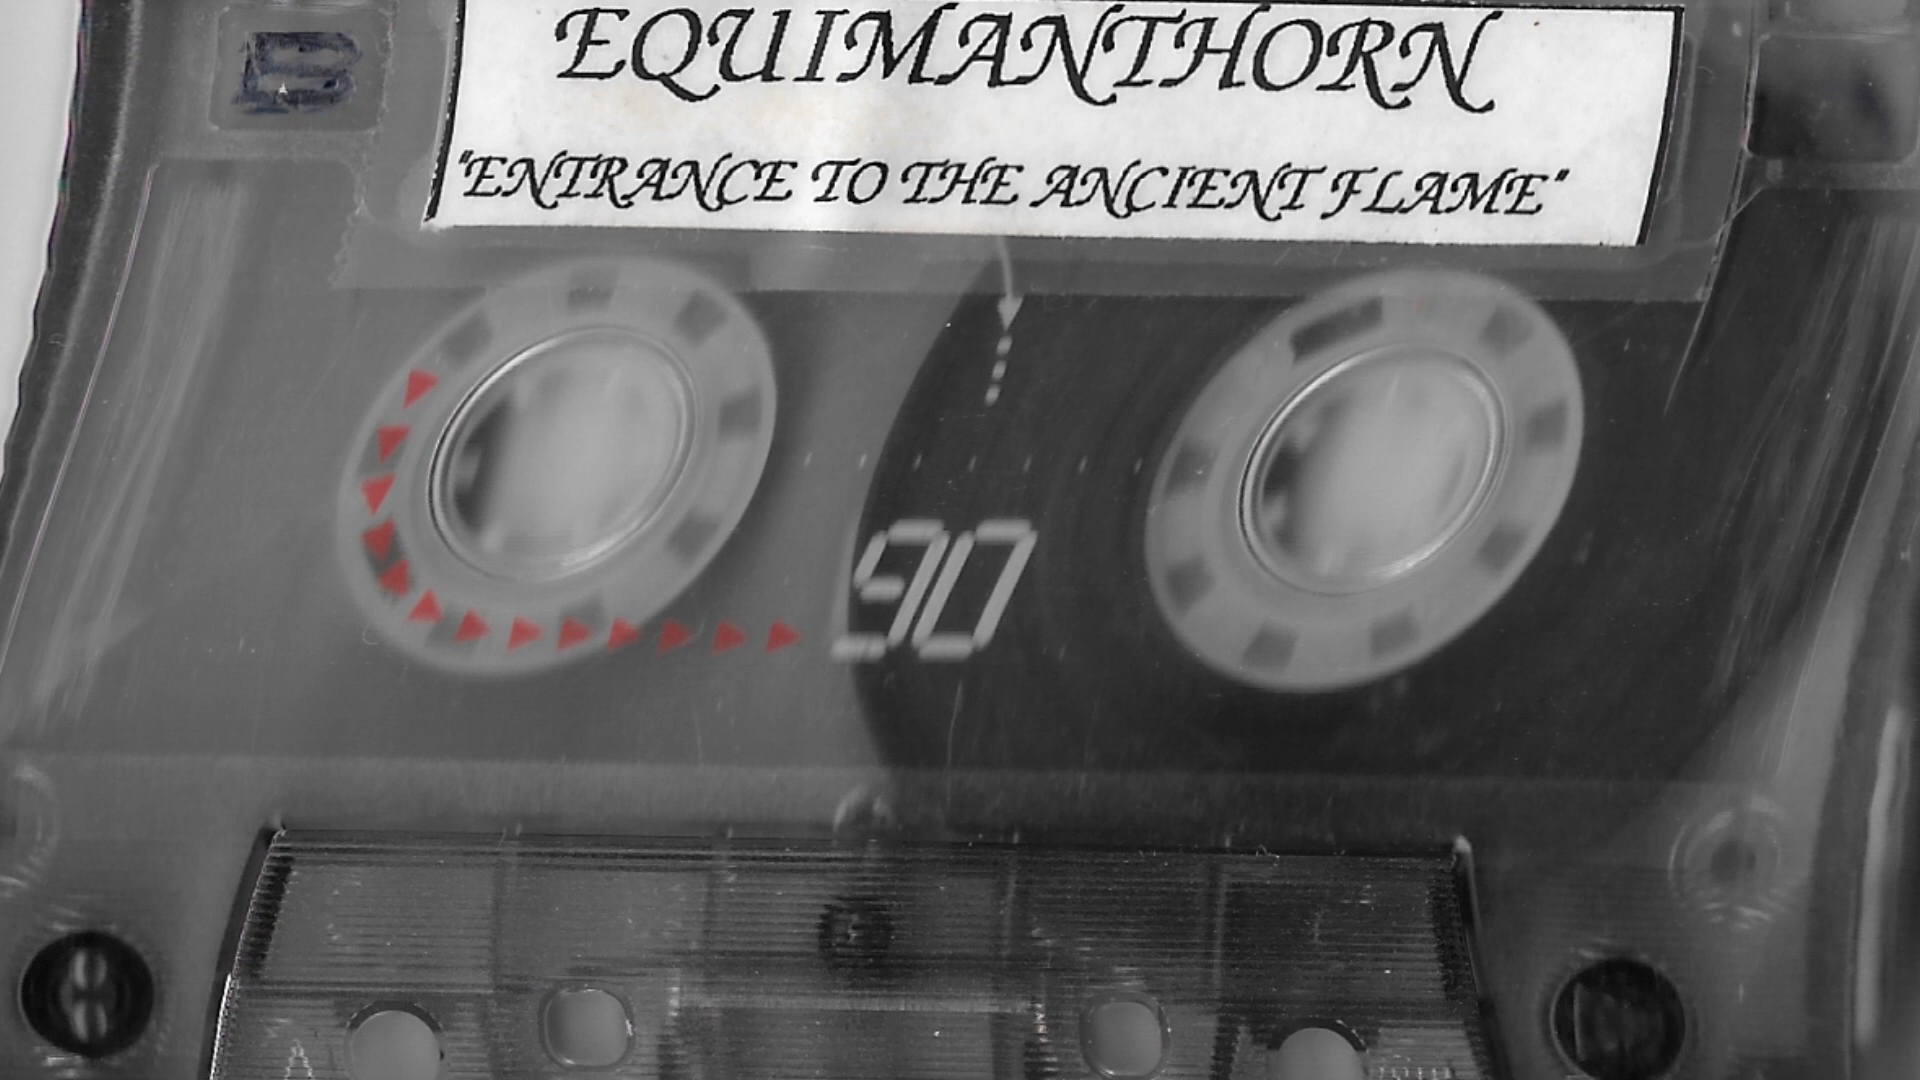 EQUIMANTHORN
B
"ENTRANCE TO THE ANCIENT FLAME"
90
A